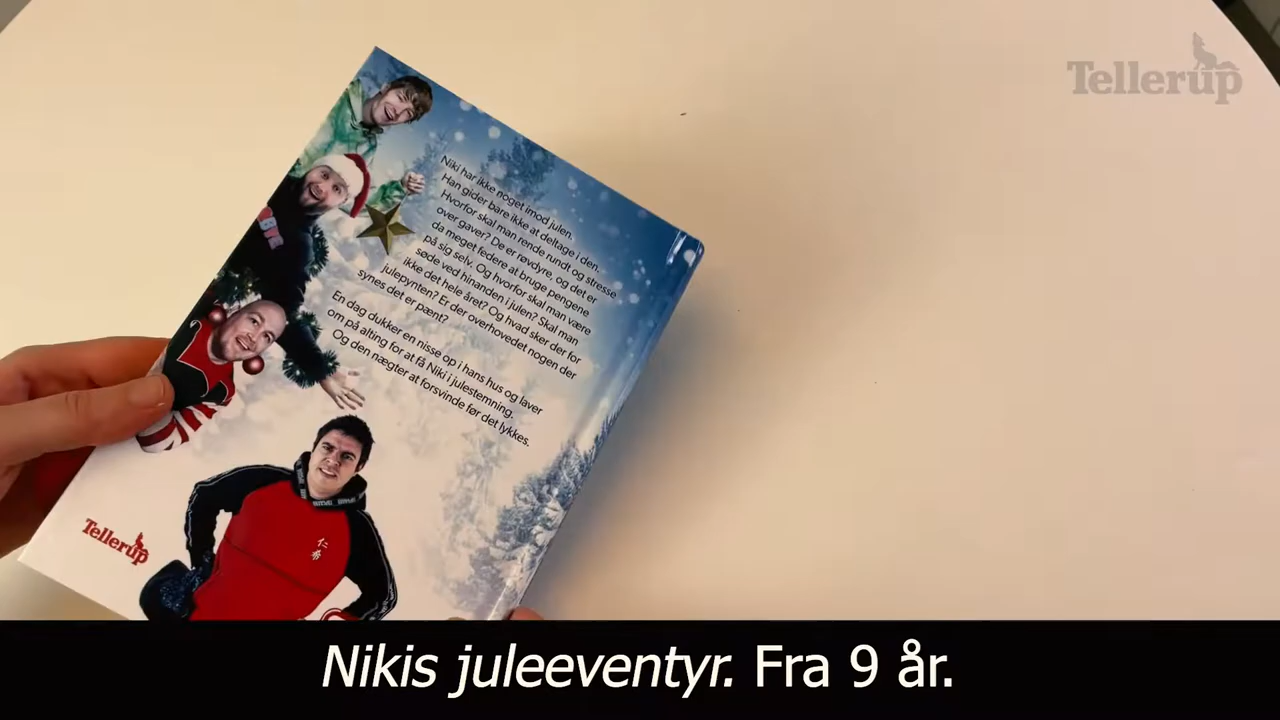 Tellerup
Niki har ikke noget imod julen.
Han gider bare ikke at deltage i den.
Hvorfor skal man rende rundt og stresse
over gaver? De er røvdyre, og det er
da meget federe at bruge pengene
på sig selv. Og hvorfor skal man være
søde ved hinanden i julen? Skal man
ikke det hele året? Og hvad sker der for
julepynten? Er der overhovedet nogen der
synes det er pænt?
En dag dukker en nisse op i hans hus og laver
om på alting for at få Niki i julestemning.
Og den nægter at forsvinde før det lykkes.
Tellerup
Nikis juleeventyr. Fra 9 år.